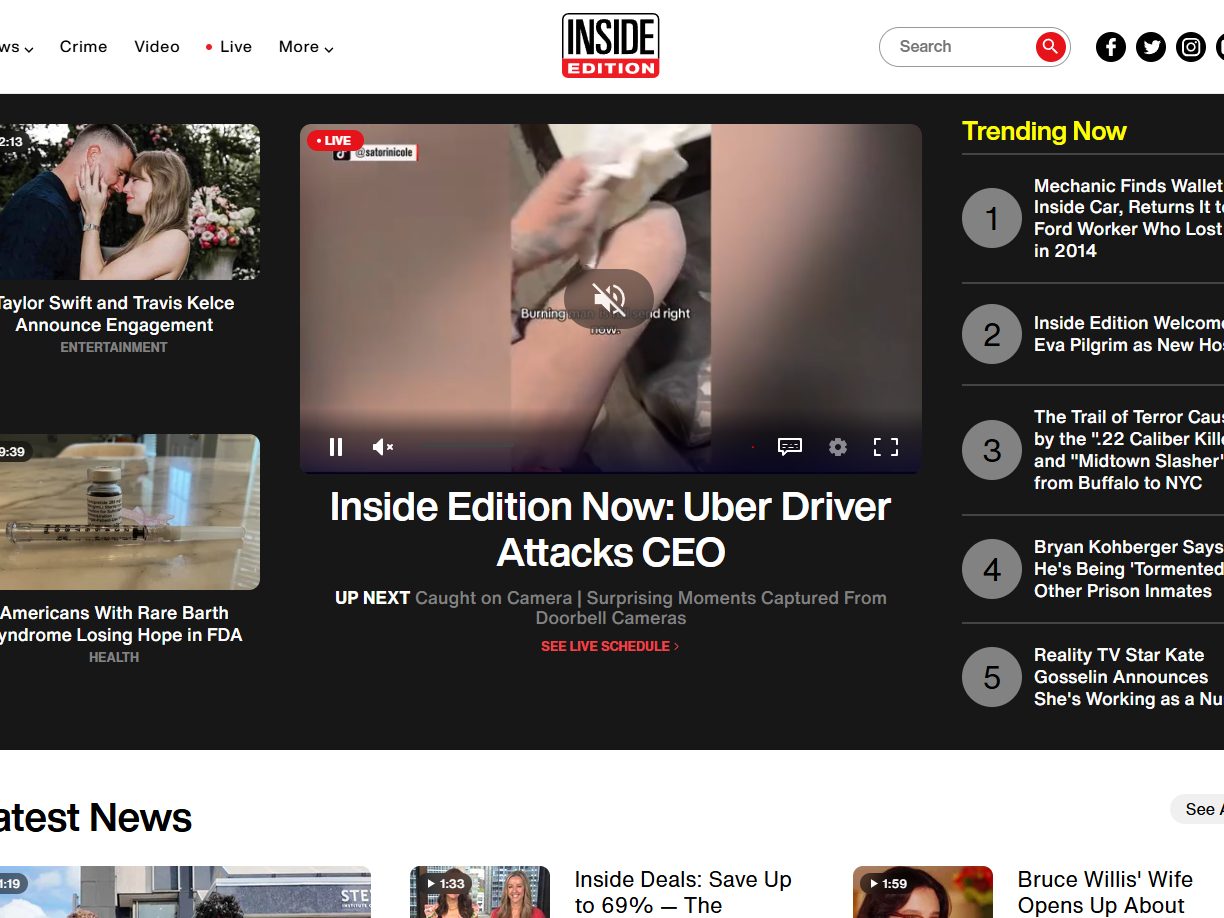 ws
Crime
Video
Live
More
INSIDE
EDITION
Search
2:13
Taylor Swift and Travis Kelce
Announce Engagement
ENTERTAINMENT
9:39
Americans With Rare Barth
yndrome Losing Hope in FDA
HEALTH
LIVE
@satorinicole
Burning man is
nd right
now.
Inside Edition Now: Uber Driver
Attacks CEO
UP NEXT Caught on Camera | Surprising Moments Captured From
Doorbell Cameras
SEE LIVE SCHEDULE
Trending Now
1
Mechanic Finds Wallet
Inside Car, Returns It t
Ford Worker Who Lost
in 2014
2
Inside Edition Welcome
Eva Pilgrim as New Ho
3
The Trail of Terror Cau
by the ".22 Caliber Kille
and "Midtown Slasher"
from Buffalo to NYC
4
Bryan Kohberger Says
He's Being 'Tormented
Other Prison Inmates
5
Reality TV Star Kate
Gosselin Announces
She's Working as a Nu
atest News
See A
1:19
STE
1:33
Inside Deals: Save Up
to 69% — The
1:59
Bruce Willis' Wife
Opens Up About